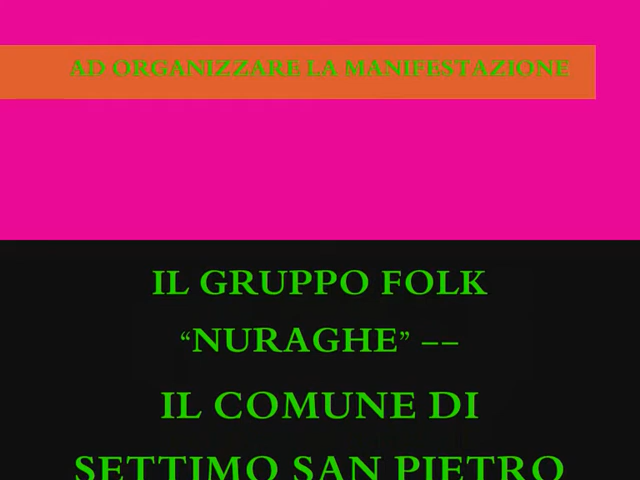 AD ORGANIZZARE LA MANIFESTAZIONE
IL GRUPPO FOLK
“NURAGHE” --
IL COMUNE DI
SETTIMO SAN PIETRO